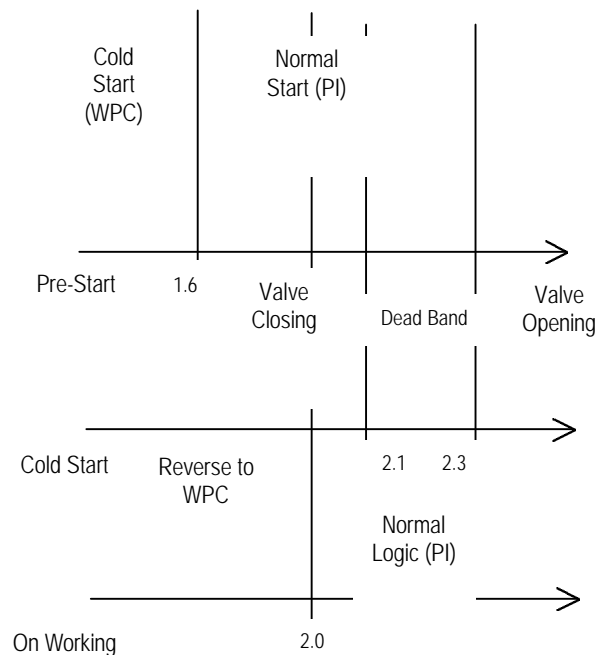 Cold
Start
(WPC)
Normal
Start (PI)
Pre-Start
1.6
Valve
Closing
Dead Band
Valve
Opening
Cold Start
Reverse to
WPC
2.1
2.3
Normal
Logic (PI)
On Working
2.0